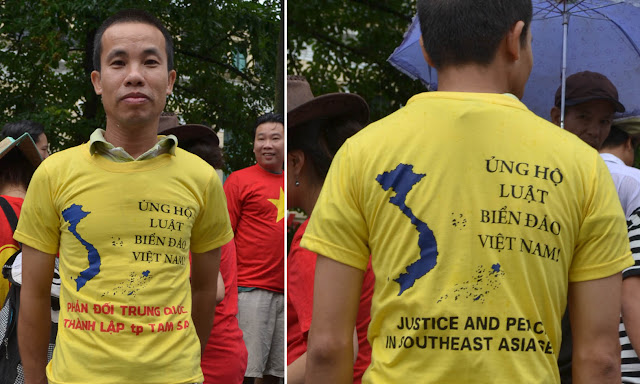 ỦNG HỘ
LUẬT
BIỂN ĐẢO
VIỆT NAM!
PHẢN ĐỐI TRUNG QUỐC
THÀNH LẬP tp TAM SA
ỦNG HỘ
LUẬT
BIỂN ĐẢO
VIỆT NAM!
JUSTICE AND PEACE
IN SOUTHEAST ASIA